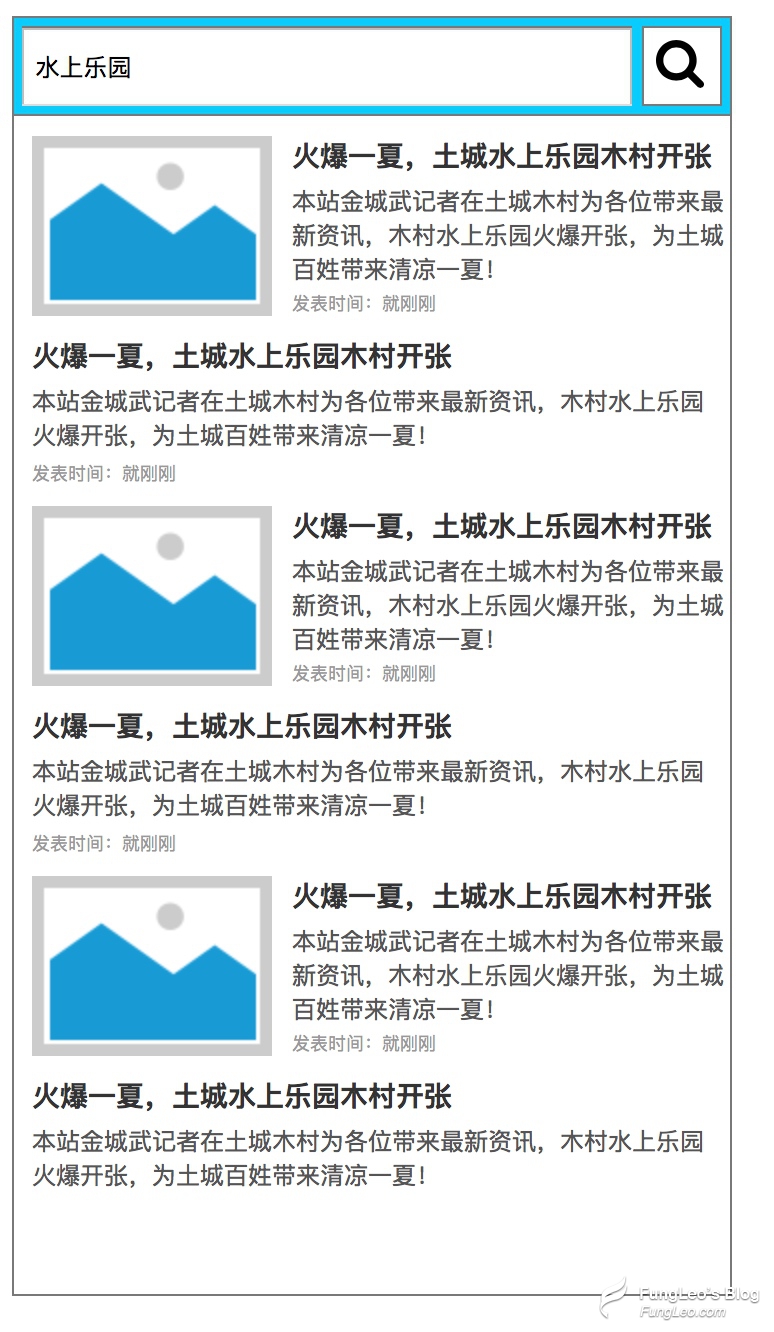 水上乐园
火爆一夏，土城水上乐园木村开张
本站金城武记者在土城木村为各位带来最
新资讯，木村水上乐园火爆开张，为土城
百姓带来清凉一夏！
发表时间：就刚刚
火爆一夏，土城水上乐园木村开张
本站金城武记者在土城木村为各位带来最新资讯，木村水上乐园
火爆开张，为土城百姓带来清凉一夏！
发表时间：就刚刚
火爆一夏，土城水上乐园木村开张
本站金城武记者在土城木村为各位带来最
新资讯，木村水上乐园火爆开张，为土城
百姓带来清凉一夏！
发表时间：就刚刚
火爆一夏，土城水上乐园木村开张
本站金城武记者在土城木村为各位带来最新资讯，木村水上乐园
火爆开张，为土城百姓带来清凉一夏！
发表时间：就刚刚
火爆一夏，土城水上乐园木村开张
本站金城武记者在土城木村为各位带来最
新资讯，木村水上乐园火爆开张，为土城
百姓带来清凉一夏！
发表时间：就刚刚
火爆一夏，土城水上乐园木村开张
本站金城武记者在土城木村为各位带来最新资讯，木村水上乐园
火爆开张，为土城百姓带来清凉一夏！
FungLeo's Blog
FungLeo.com